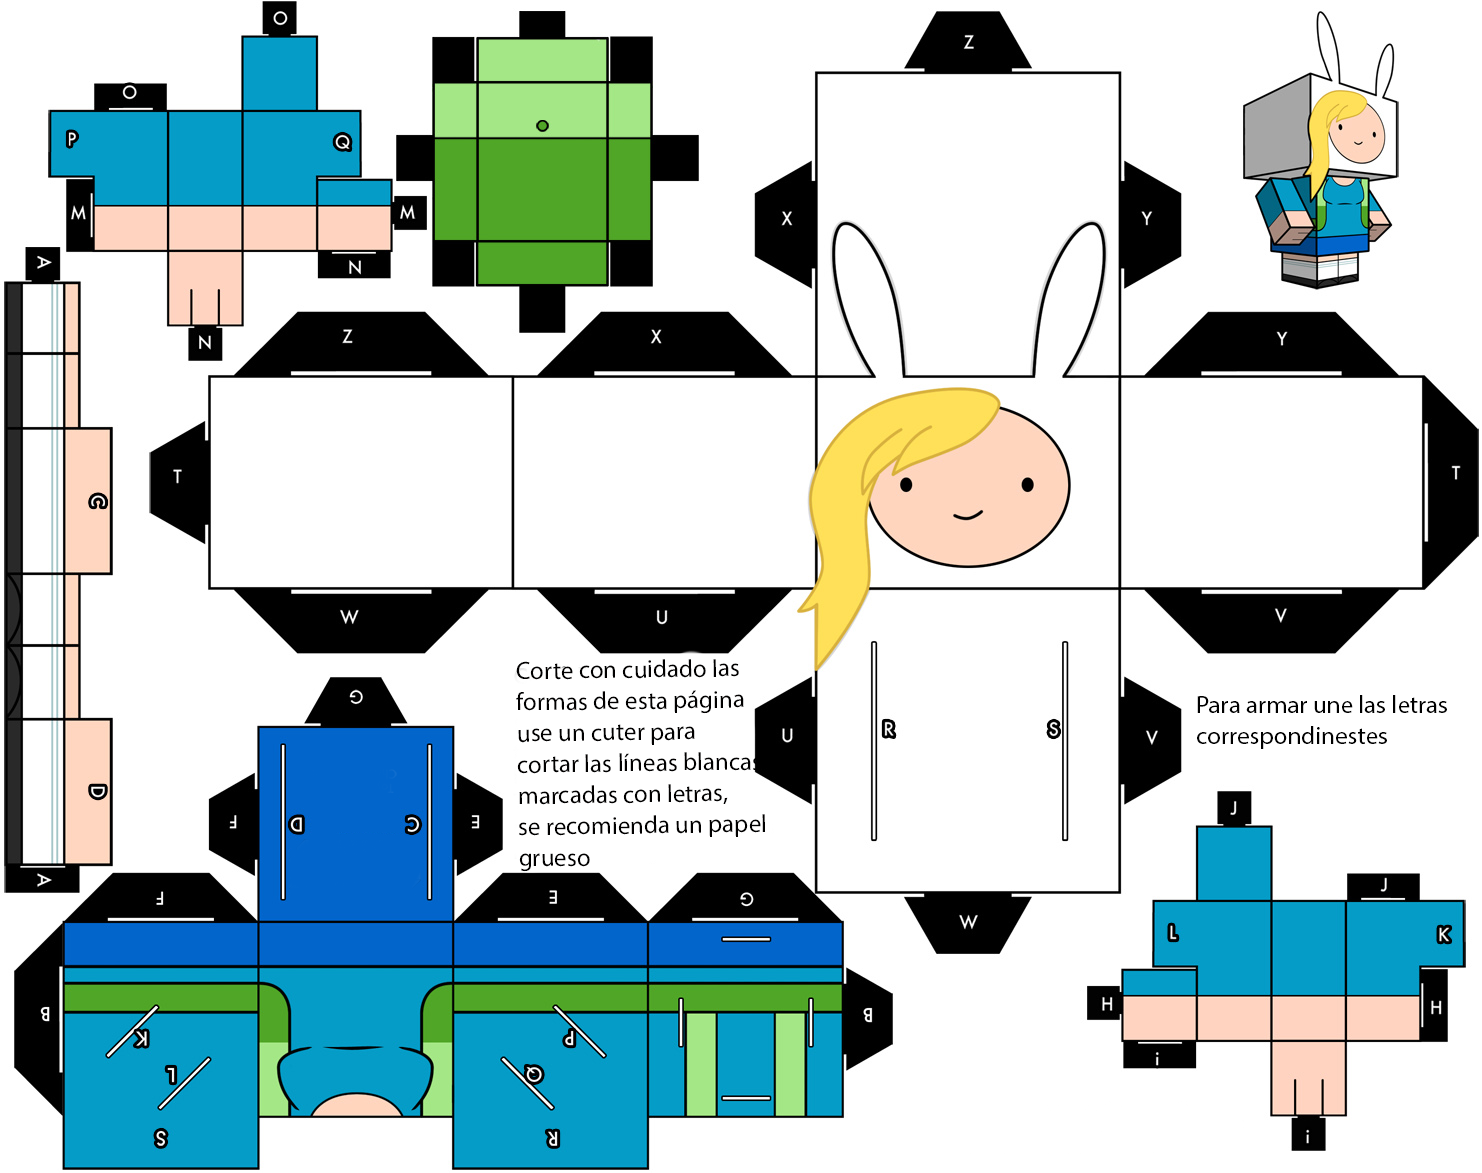 O
Z
O
P
Q
M
M
N
X
Y
A
N
Z
X
Y
T
T
C
W
U
V
Corte con cuidado las
formas de esta página
use un cuter para
cortar las líneas blancas
marcadas con letras,
se recomienda un papel
grueso
Para armar une las letras
correspondinestes
G
U
R
S
V
D
F
D
C
E
J
A
F
E
G
J
W
L
K
H
H
B
B
K
P
L
Q
i
S
R
i